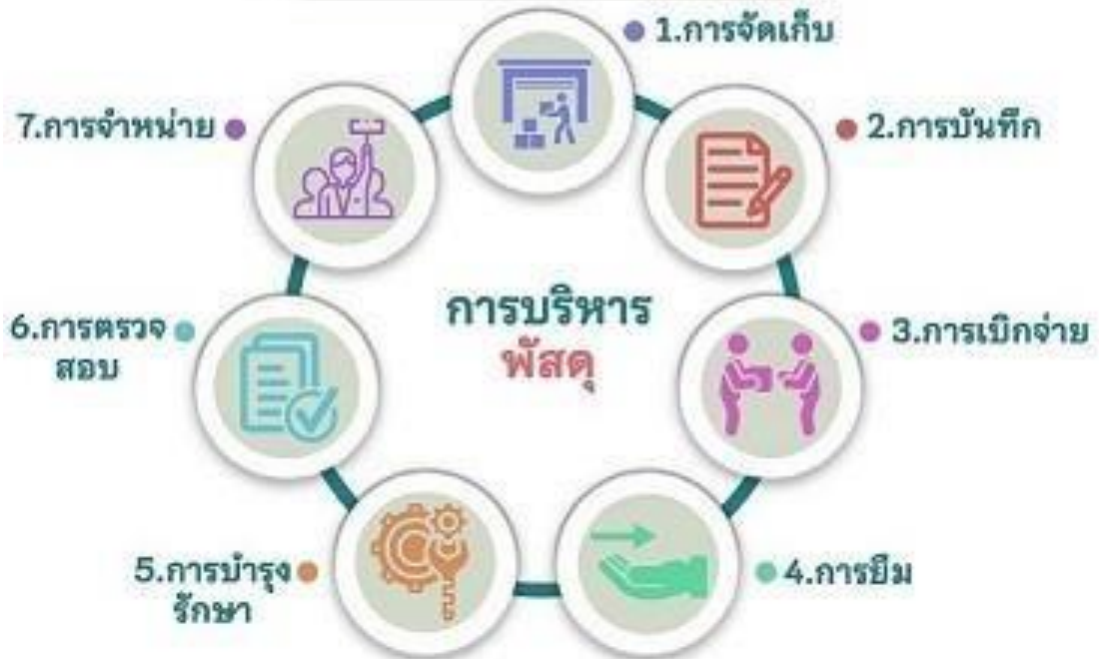 การบริหาร
พัสดุ
1.การจัดเก็บ
2.การบันทึก
3.การเบิกจ่าย
4.การยืม
5.การบำรุง
รักษา
6.การตรวจ
สอบ
7.การจำหน่าย